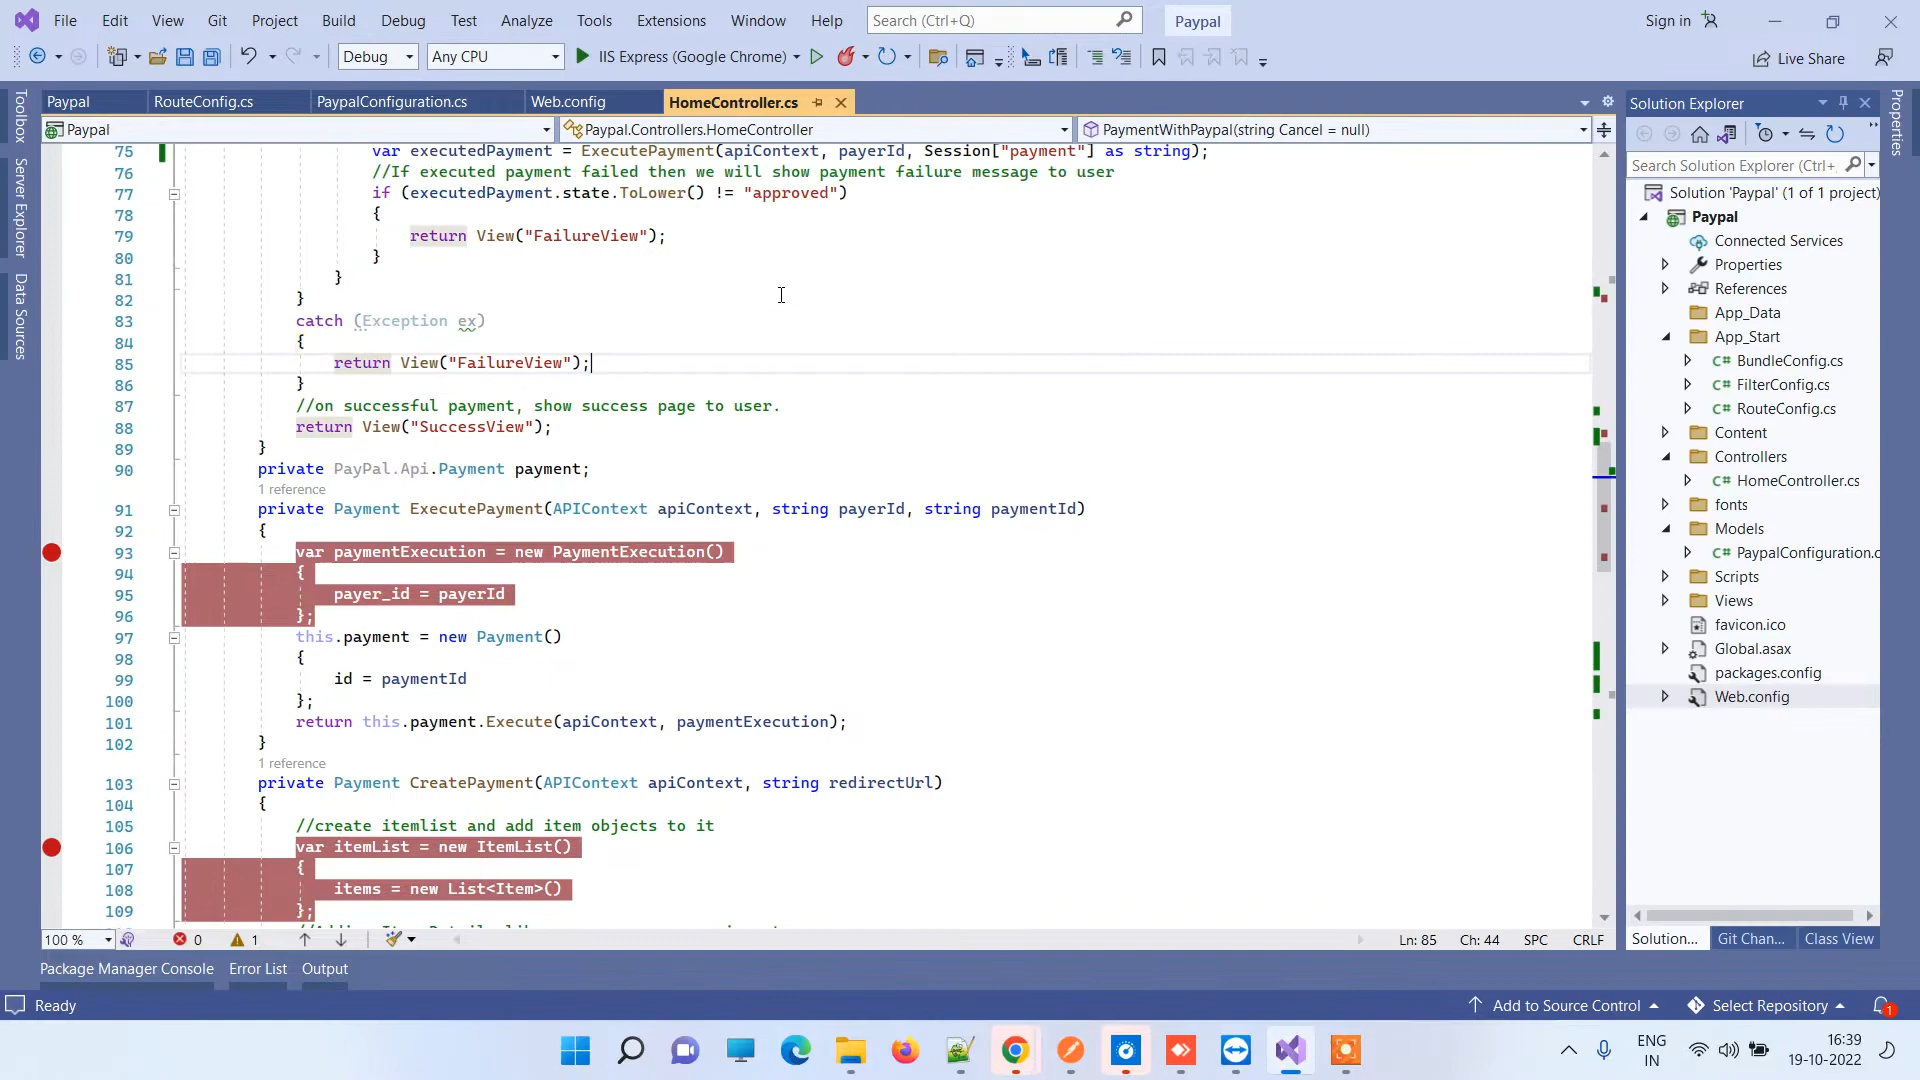 File Edit View Git Project Build Debug Test Analyze Tools Extensions Window Help Search (Ctrl+Q) Paypal Sign in
Debug Any CPU IIS Express (Google Chrome) Live Share
Paypal RouteConfig.cs PaypalConfiguration.cs Web.config HomeController.cs
Paypal Paypal.Controllers.HomeController PaymentWithPaypal(string Cancel = null)
Toolbox
Server Explorer
Data Sources
75 var executedPayment = ExecutePayment(apiContext, payerId, Session["payment"] as string);
76 //If executed payment failed then we will show payment failure message to user
77 if (executedPayment.state.ToLower() != "approved")
78 {
79 return View("FailureView");
80 }
81 }
82 }
83 catch (Exception ex)
84 {
85 return View("FailureView");
86 }
87 //on successful payment, show success page to user.
88 return View("SuccessView");
89 }
90 private PayPal.Api.Payment payment;
1 reference
91 private Payment ExecutePayment(APIContext apiContext, string payerId, string paymentId)
92 {
93 var paymentExecution = new PaymentExecution()
94 {
95 payer_id = payerId
96 };
97 this.payment = new Payment()
98 {
99 id = paymentId
100 };
101 return this.payment.Execute(apiContext, paymentExecution);
102 }
1 reference
103 private Payment CreatePayment(APIContext apiContext, string redirectUrl)
104 {
105 //create itemlist and add item objects to it
106 var itemList = new ItemList()
107 {
108 items = new List<Item>()
109 };
Solution Explorer
Search Solution Explorer (Ctrl+
Solution 'Paypal' (1 of 1 project)
Paypal
Connected Services
Properties
References
App_Data
App_Start
C# BundleConfig.cs
C# FilterConfig.cs
C# RouteConfig.cs
Content
Controllers
C# HomeController.cs
fonts
Models
C# PaypalConfiguration.c
Scripts
Views
favicon.ico
Global.asax
packages.config
Web.config
Properties
100 % 0 1 Ln: 85 Ch: 44 SPC CRLF
Solution... Git Chan... Class View
Package Manager Console Error List Output
Ready Add to Source Control Select Repository 1
ENG
IN
16:39
19-10-2022